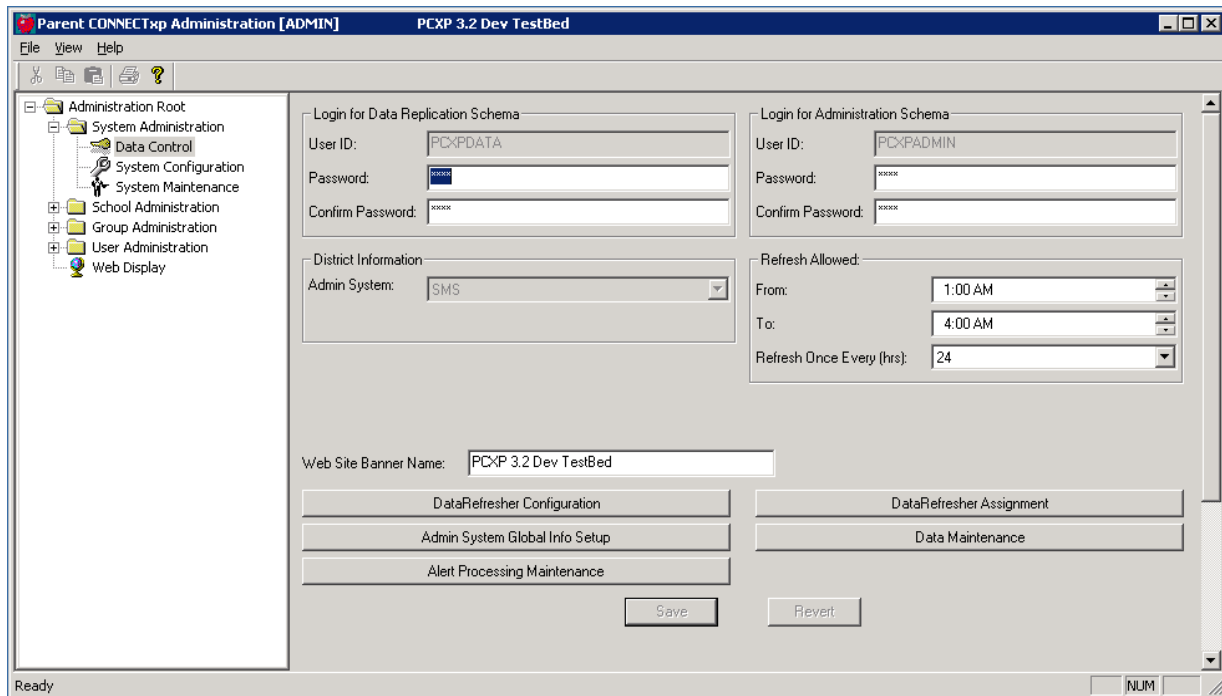 Parent CONNECTxp Administration [ADMIN] PCXP 3.2 Dev TestBed
File View Help
Administration Root
System Administration
Data Control
System Configuration
System Maintenance
School Administration
Group Administration
User Administration
Web Display
Login for Data Replication Schema
User ID: PCXPDATA
Password: ****
Confirm Password: ****
Login for Administration Schema
User ID: PCXPADMIN
Password: ****
Confirm Password: ****
District Information
Admin System: SMS
Refresh Allowed:
From: 1:00 AM
To: 4:00 AM
Refresh Once Every (hrs): 24
Web Site Banner Name: PCXP 3.2 Dev TestBed
DataRefresher Configuration
DataRefresher Assignment
Admin System Global Info Setup
Data Maintenance
Alert Processing Maintenance
Save
Revert
Ready
NUM